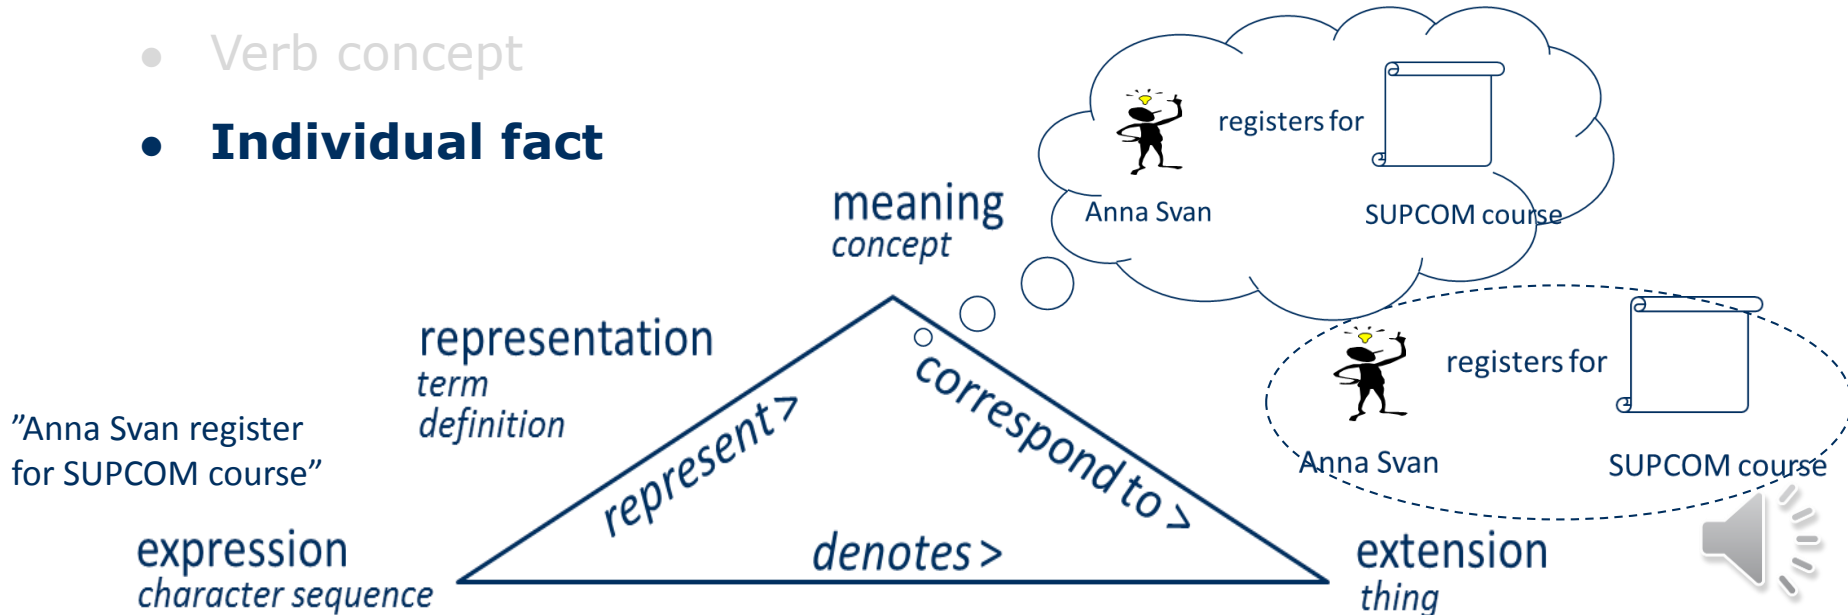 ● Verb concept
● Individual fact
registers for
Anna Svan
SUPCOM course
meaning
concept
representation
term
definition
represent >
correspond to >
registers for
Anna Svan
SUPCOM course
”Anna Svan register
for SUPCOM course”
expression
character sequence
denotes >
extension
thing